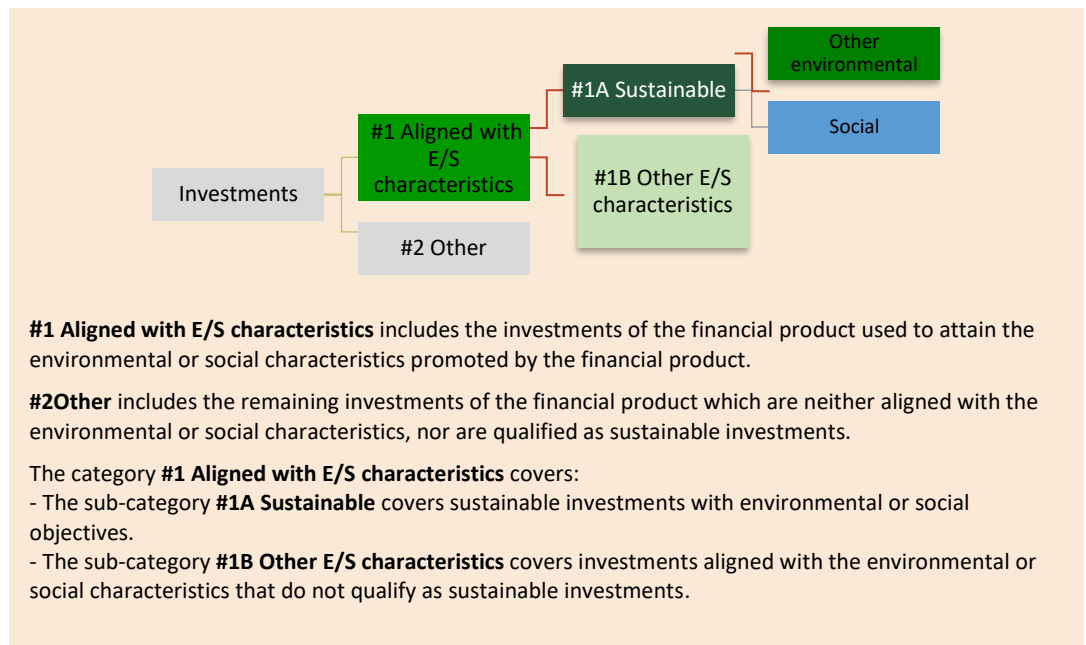 Other
environmental
#1A Sustainable
Social
#1 Aligned with
E/S
characteristics
#1B Other E/S
characteristics
Investments
#2 Other
#1 Aligned with E/S characteristics includes the investments of the financial product used to attain the
environmental or social characteristics promoted by the financial product.
#2Other includes the remaining investments of the financial product which are neither aligned with the
environmental or social characteristics, nor are qualified as sustainable investments.
The category #1 Aligned with E/S characteristics covers:
- The sub-category #1A Sustainable covers sustainable investments with environmental or social
objectives.
- The sub-category #1B Other E/S characteristics covers investments aligned with the environmental or
social characteristics that do not qualify as sustainable investments.